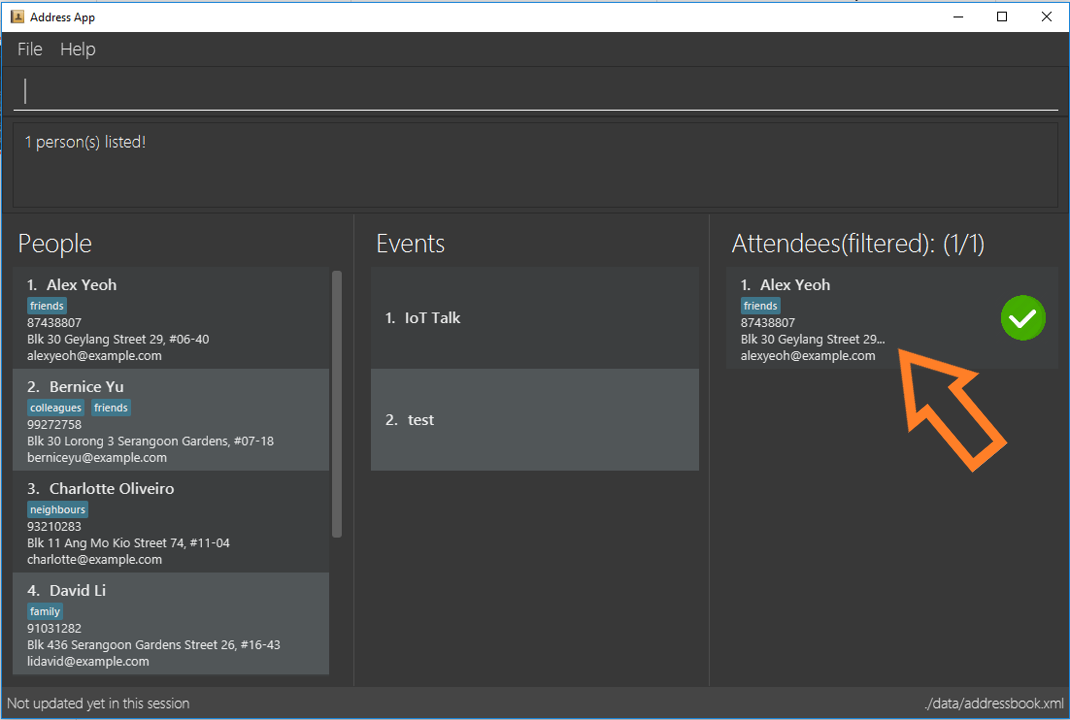 Address App
File Help
1 person(s) listed!
People
1. Alex Yeoh
friends
87438807
Blk 30 Geylang Street 29, #06-40
alexyeoh@example.com
2. Bernice Yu
colleagues friends
99272758
Blk 30 Lorong 3 Serangoon Gardens, #07-18
berniceyu@example.com
3. Charlotte Oliveiro
neighbours
93210283
Blk 11 Ang Mo Kio Street 74, #11-04
charlotte@example.com
4. David Li
family
91031282
Blk 436 Serangoon Gardens Street 26, #16-43
lidavid@example.com
Events
1. IoT Talk
2. test
Attendees(filtered): (1/1)
1. Alex Yeoh
friends
87438807
Blk 30 Geylang Street 29...
alexyeoh@example.com
Not updated yet in this session
./data/addressbook.xml